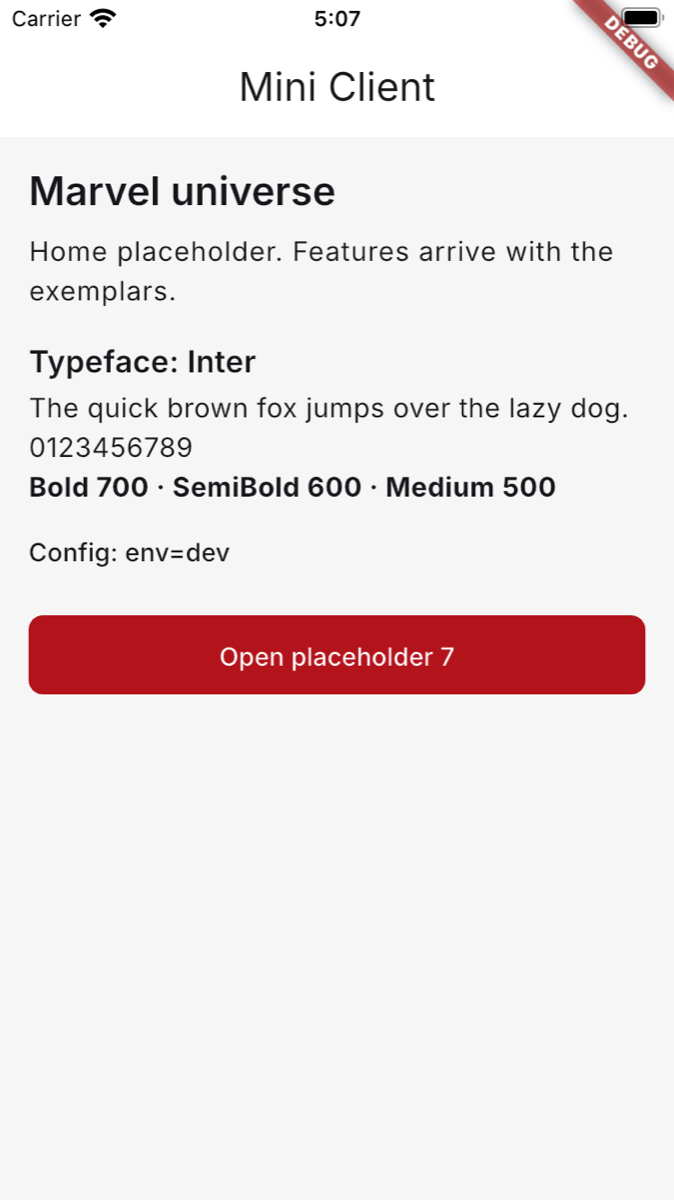 Carrier 5:07
DEBUG
Mini Client
Marvel universe
Home placeholder. Features arrive with the
exemplars.
Typeface: Inter
The quick brown fox jumps over the lazy dog.
0123456789
Bold 700 · SemiBold 600 · Medium 500
Config: env=dev
Open placeholder 7